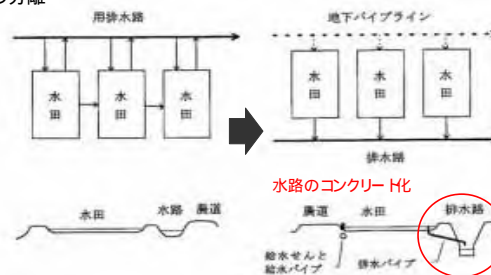 の分離
用排水路
水田
水田
水田
地下パイプライン
水田
水田
水田
排水路
水田
水路
農道
水路のコンクリート化
農道
水田
排水路
給水せんと
給水パイプ
排水パイプ